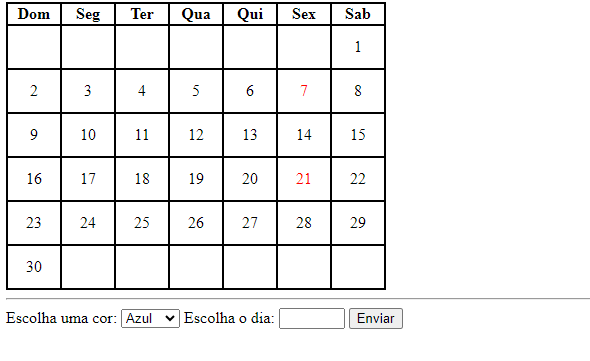 Dom Seg Ter Qua Qui Sex Sab
1
2 3 4 5 6 7 8
9 10 11 12 13 14 15
16 17 18 19 20 21 22
23 24 25 26 27 28 29
30
Escolha uma cor: Azul Escolha o dia: Enviar